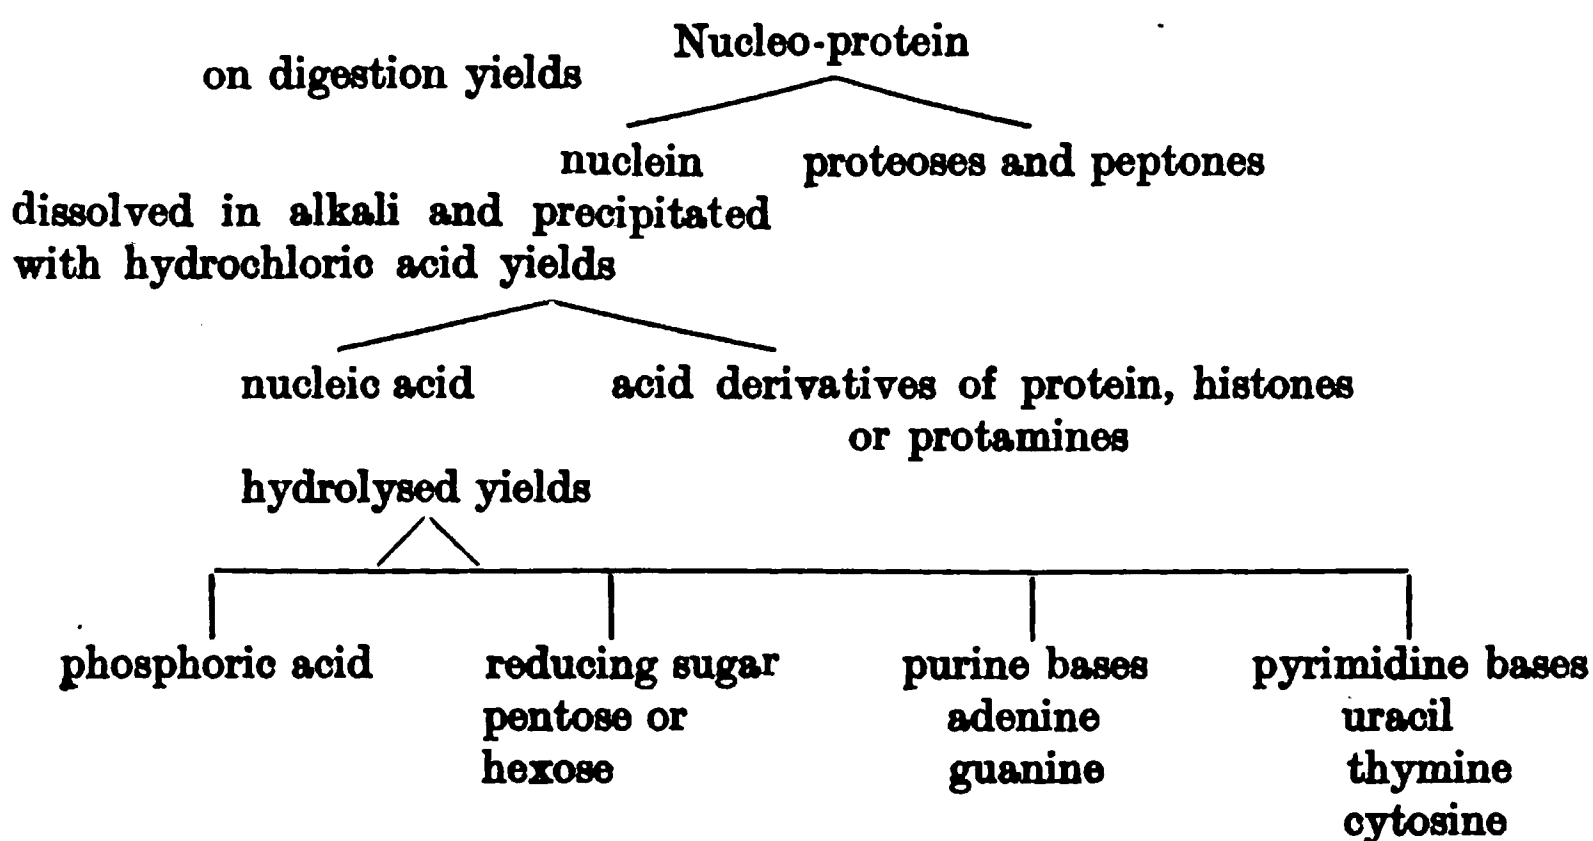 Nucleo-protein
on digestion yields
nuclein proteoses and peptones
dissolved in alkali and precipitated
with hydrochloric acid yields
nucleic acid acid derivatives of protein, histones
or protamines
hydrolysed yields
phosphoric acid reducing sugar purine bases pyrimidine bases
pentose or adenine uracil
hexose guanine thymine
cytosine